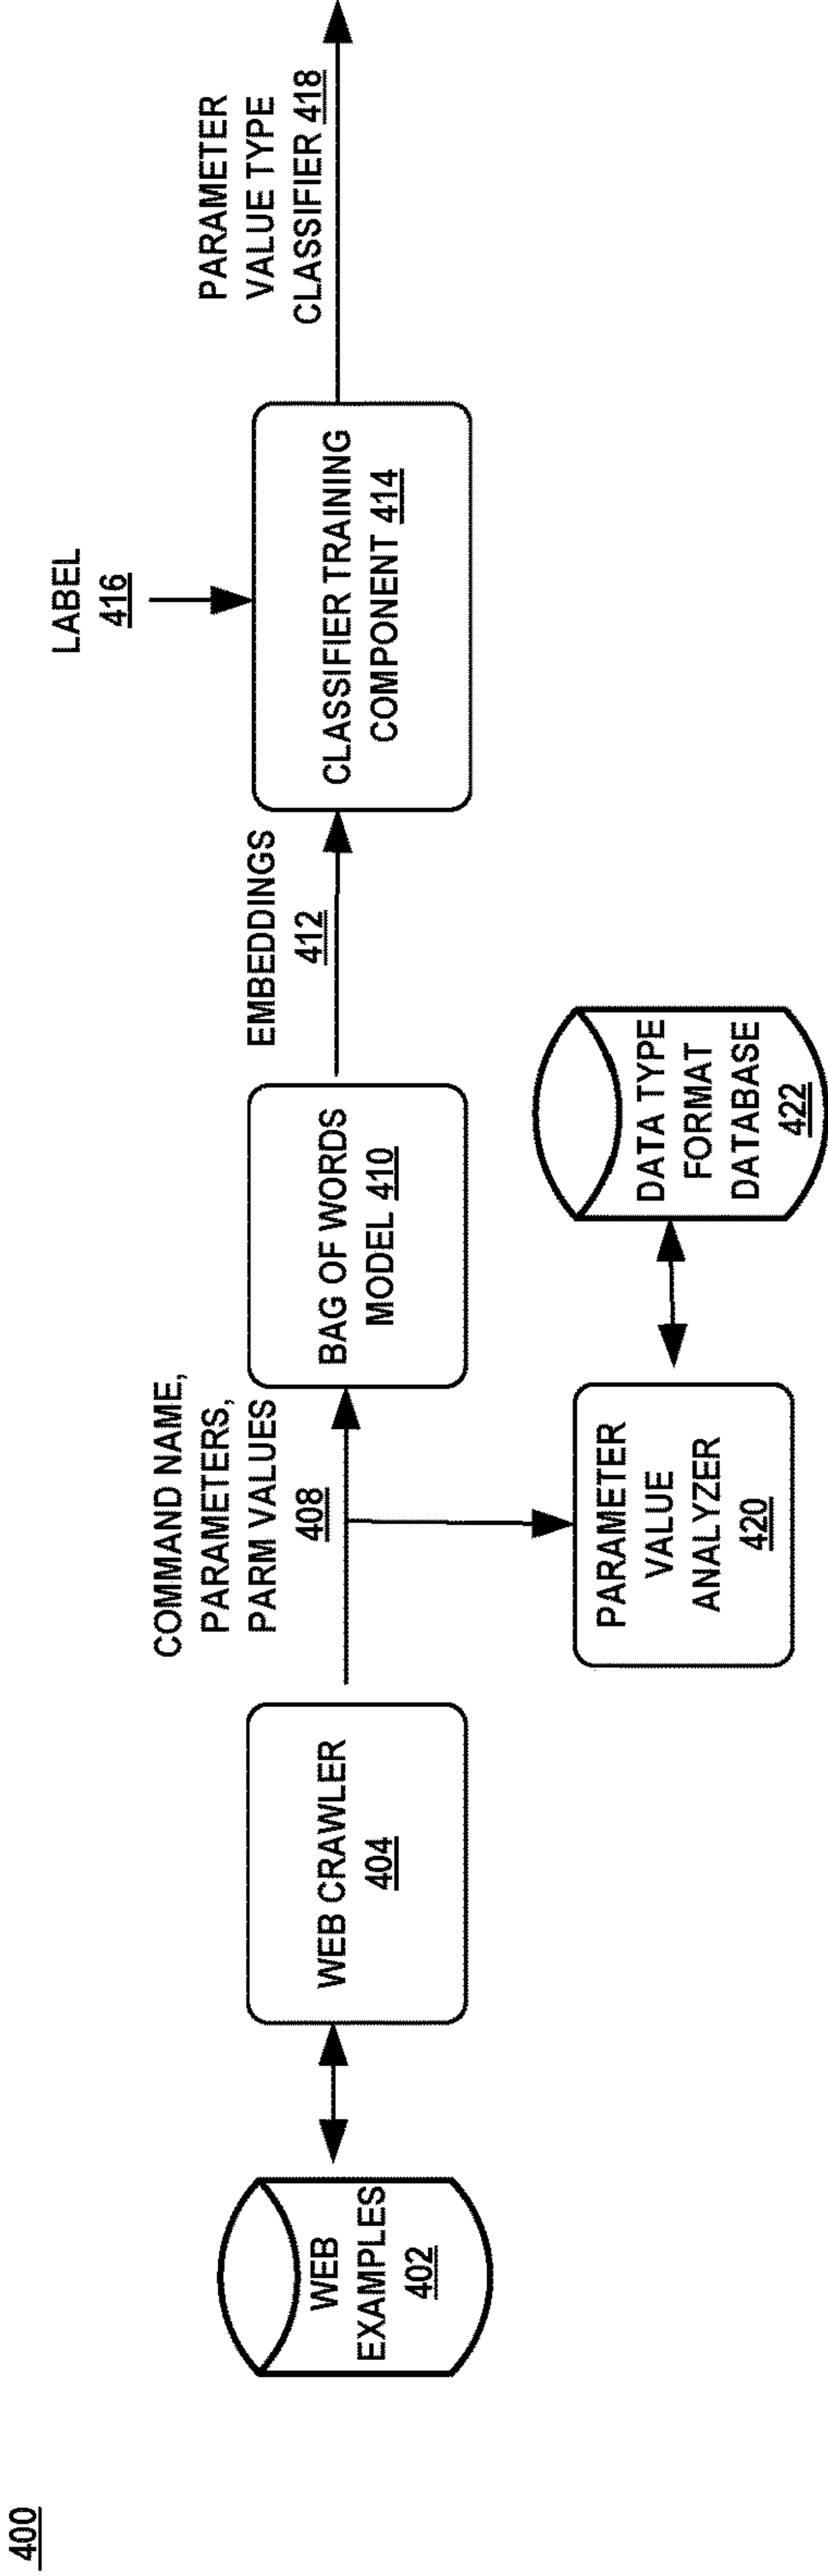 400
WEB
EXAMPLES
402
WEB CRAWLER
404
COMMAND NAME,
PARAMETERS,
PARM VALUES
408
BAG OF WORDS
MODEL 410
EMBEDDINGS
412
LABEL
416
CLASSIFIER TRAINING
COMPONENT 414
PARAMETER
VALUE TYPE
CLASSIFIER 418
PARAMETER
VALUE
ANALYZER
420
DATA TYPE
FORMAT
DATABASE
422